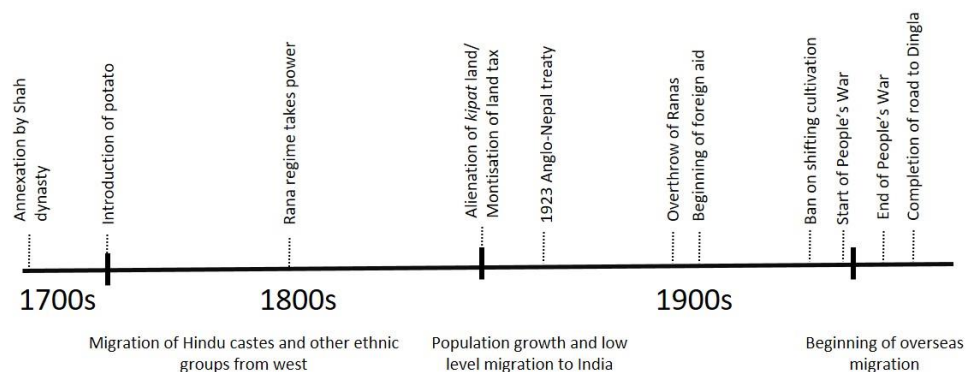 Annexation by Shah
dynasty
Introduction of potato
Rana regime takes power
Alienation of kipat land/
Montisation of land tax
1923 Anglo-Nepal treaty
Overthrow of Ranas
Beginning of foreign aid
Ban on shifting cultivation
Start of People's War
End of People's War
Completion of road to Dingla
1700s
1800s
1900s
Migration of Hindu castes and other ethnic
groups from west
Population growth and low
level migration to India
Beginning of overseas
migration